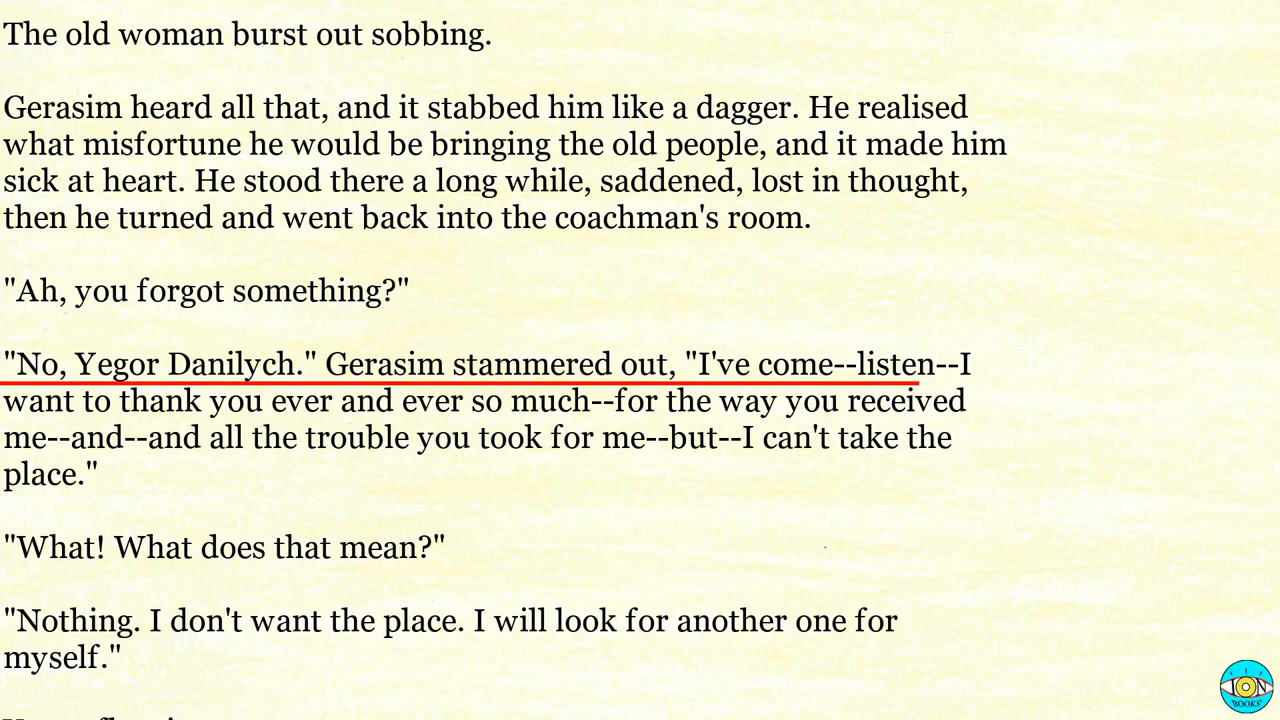 The old woman burst out sobbing.
Gerasim heard all that, and it stabbed him like a dagger. He realised
what misfortune he would be bringing the old people, and it made him
sick at heart. He stood there a long while, saddened, lost in thought,
then he turned and went back into the coachman's room.
"Ah, you forgot something?"
"No, Yegor Danilych." Gerasim stammered out, "I've come--listen--I
want to thank you ever and ever so much--for the way you received
me--and--and all the trouble you took for me--but--I can't take the
place."
"What! What does that mean?"
"Nothing. I don't want the place. I will look for another one for
myself."
ION
BOOKS